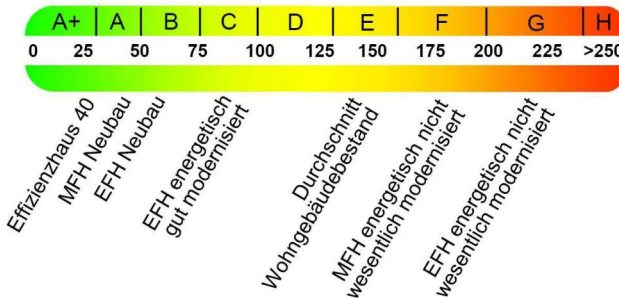 A+ A B C D E F G H
0 25 50 75 100 125 150 175 200 225 >250
Effizienzhaus 40
MFH Neubau
EFH Neubau
EFH energetisch
gut modernisiert
Durchschnitt
Wohngebäudebestand
MFH energetisch nicht
wesentlich modernisiert
EFH energetisch nicht
wesentlich modernisiert